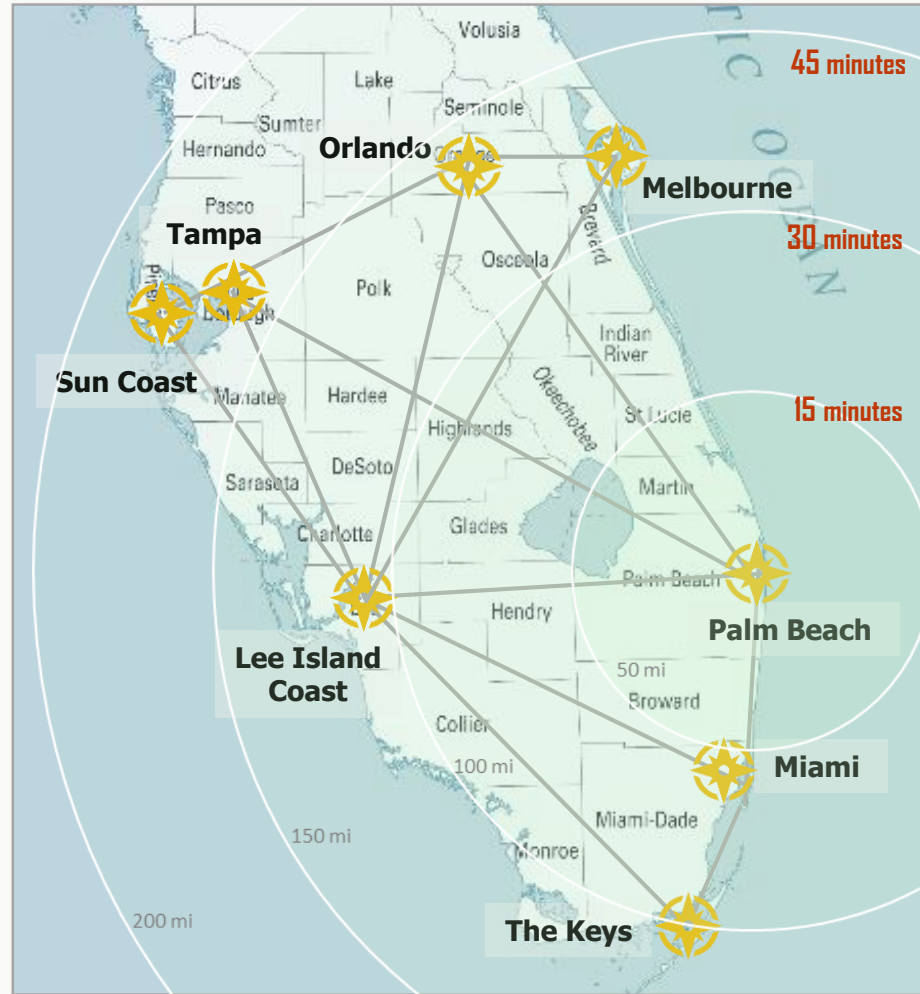 Volusia
45 minutes
Citrus
Lake
Seminole
Sumter
Hernando
Orlando
Melbourne
Pasco
Brevard
30 minutes
Tampa
Osceola
Polk
OCEAN
Indian
River
Sun Coast
Manatee
Hardee
Okeechobee
15 minutes
St Lucie
Highlands
DeSoto
Sarasota
Martin
Charlotte
Glades
Palm Beach
Hendry
Palm Beach
Lee Island
Coast
50 mi
Broward
Collier
100 mi
Miami
Miami-Dade
150 mi
Monroe
200 mi
The Keys